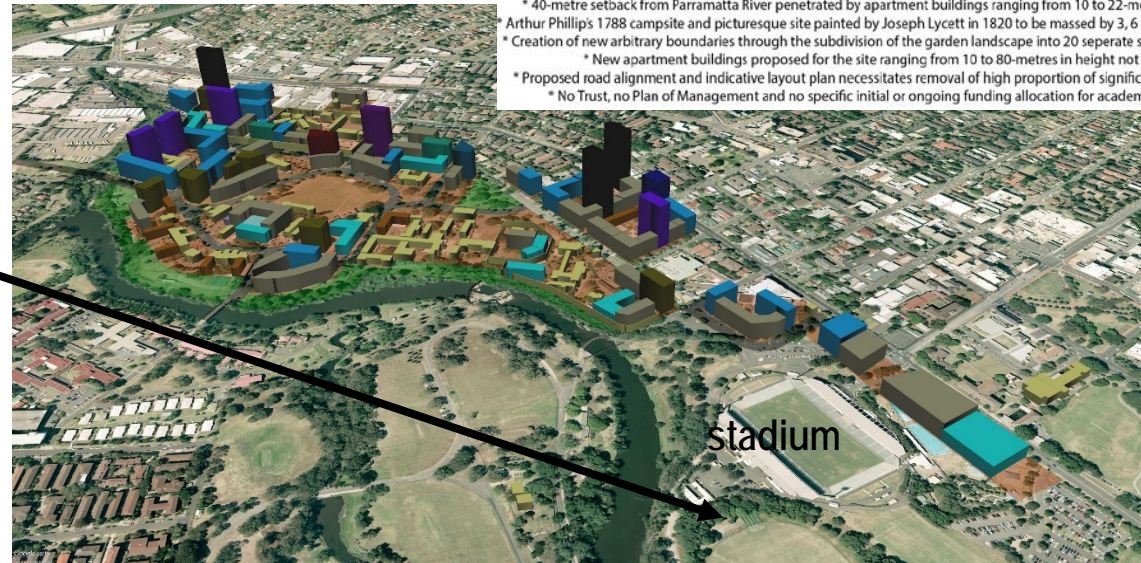 * 40-metre setback from Parramatta River penetrated by apartment buildings ranging from 10 to 22-me
* Arthur Phillip's 1788 campsite and picturesque site painted by Joseph Lycett in 1820 to be massed by 3, 6
* Creation of new arbitrary boundaries through the subdivision of the garden landscape into 20 seperate s
* New apartment buildings proposed for the site ranging from 10 to 80-metres in height not
* Proposed road alignment and indicative layout plan necessitates removal of high proportion of signific
* No Trust, no Plan of Management and no specific initial or ongoing funding allocation for academ
stadium